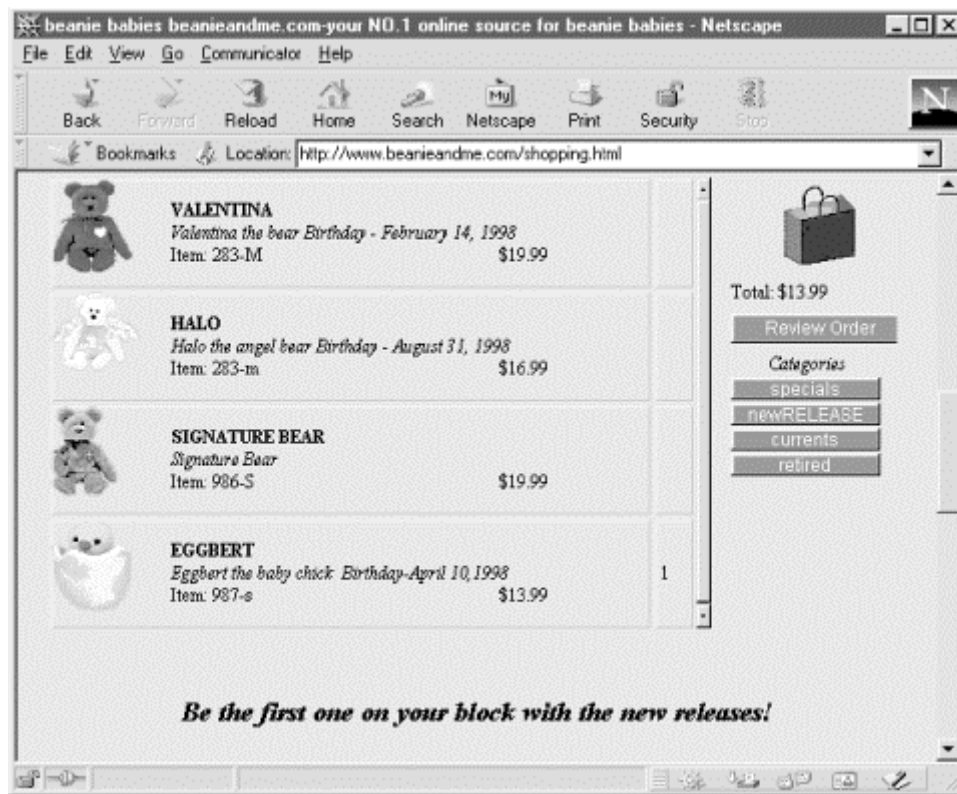 beanie babies beanieandme.com-your NO.1 online source for beanie babies - Netscape
File Edit View Go Communicator Help
Back Forward Reload Home Search Netscape Print Security Stop
My
N
Bookmarks Location: http://www.beanieandme.com/shopping.html
VALENTINA
Valentina the bear Birthday - February 14, 1998
Item: 283-M $19.99
HALO
Halo the angel bear Birthday - August 31, 1998
Item: 283-m $16.99
SIGNATURE BEAR
Signature Bear
Item: 986-S $19.99
EGGBERT
Eggbert the baby chick Birthday-April 10,1998
Item: 987-s $13.99
1
Total: $13.99
Review Order
Categories
specials
newRELEASE
currents
retired
Be the first one on your block with the new releases!